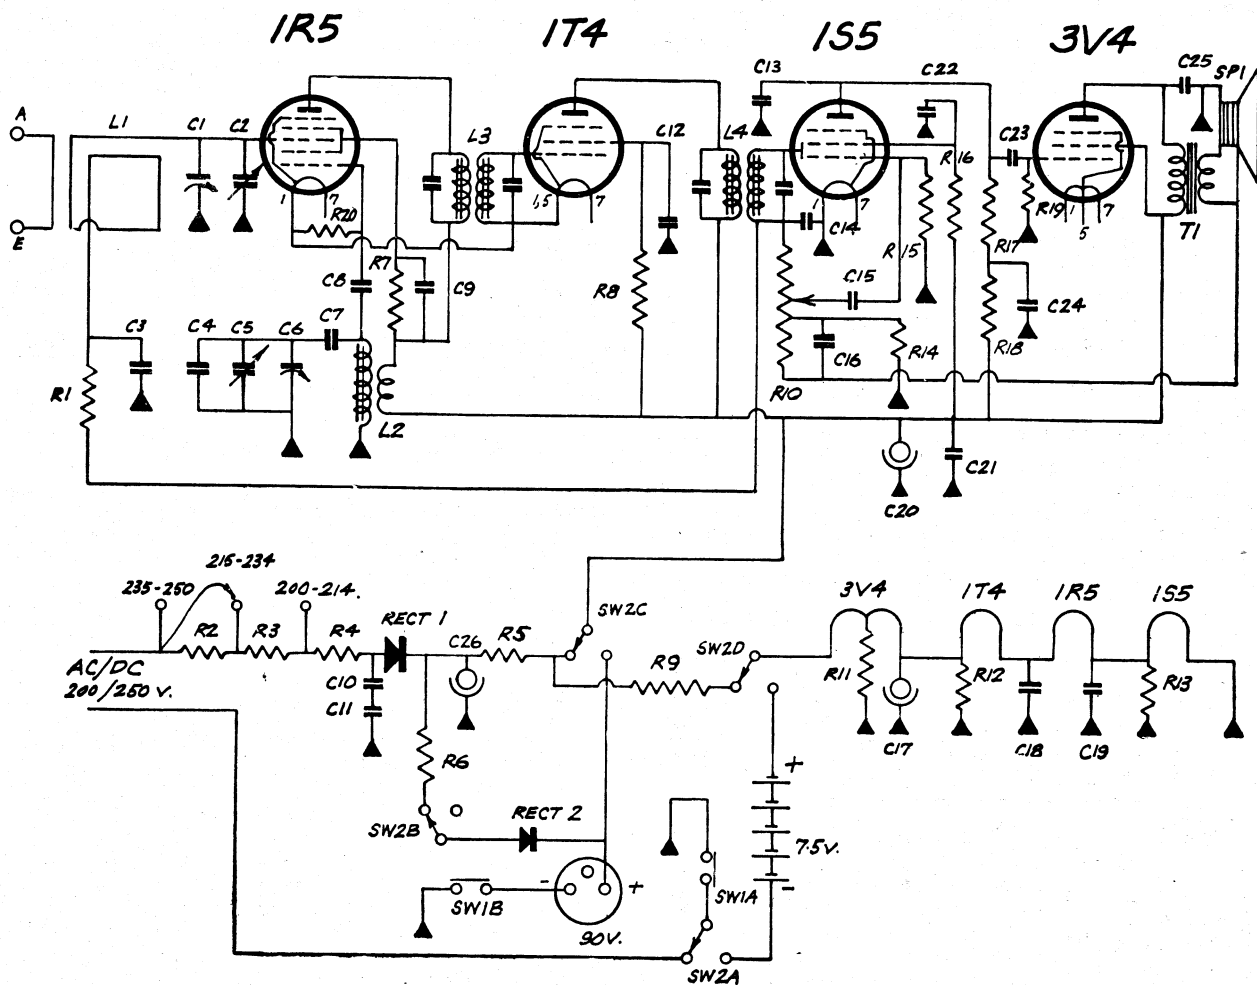 1R5
1T4
1S5
3V4
C13
C22
C25
SP1
A
L1
C1
C2
L3
C12
L4
R16
C23
1
7
R20
1,5
7
1
7
C14
R19
1
7
5
T1
E
R7
C8
C9
R8
R15
C15
R17
C24
C3
C4
C5
C6
C7
C16
R14
R18
R1
R10
L2
C21
C20
235-250
216-234
200-214.
RECT 1
SW2C
3V4
1T4
1R5
1S5
R2
R3
R4
C26
R5
SW2D
AC/DC
200/250 v.
C10
C11
R9
R11
R12
R13
C17
C18
C19
R6
+
RECT 2
SW2B
7.5v.
-
+
-
SW1B
SW1A
90V.
SW2A